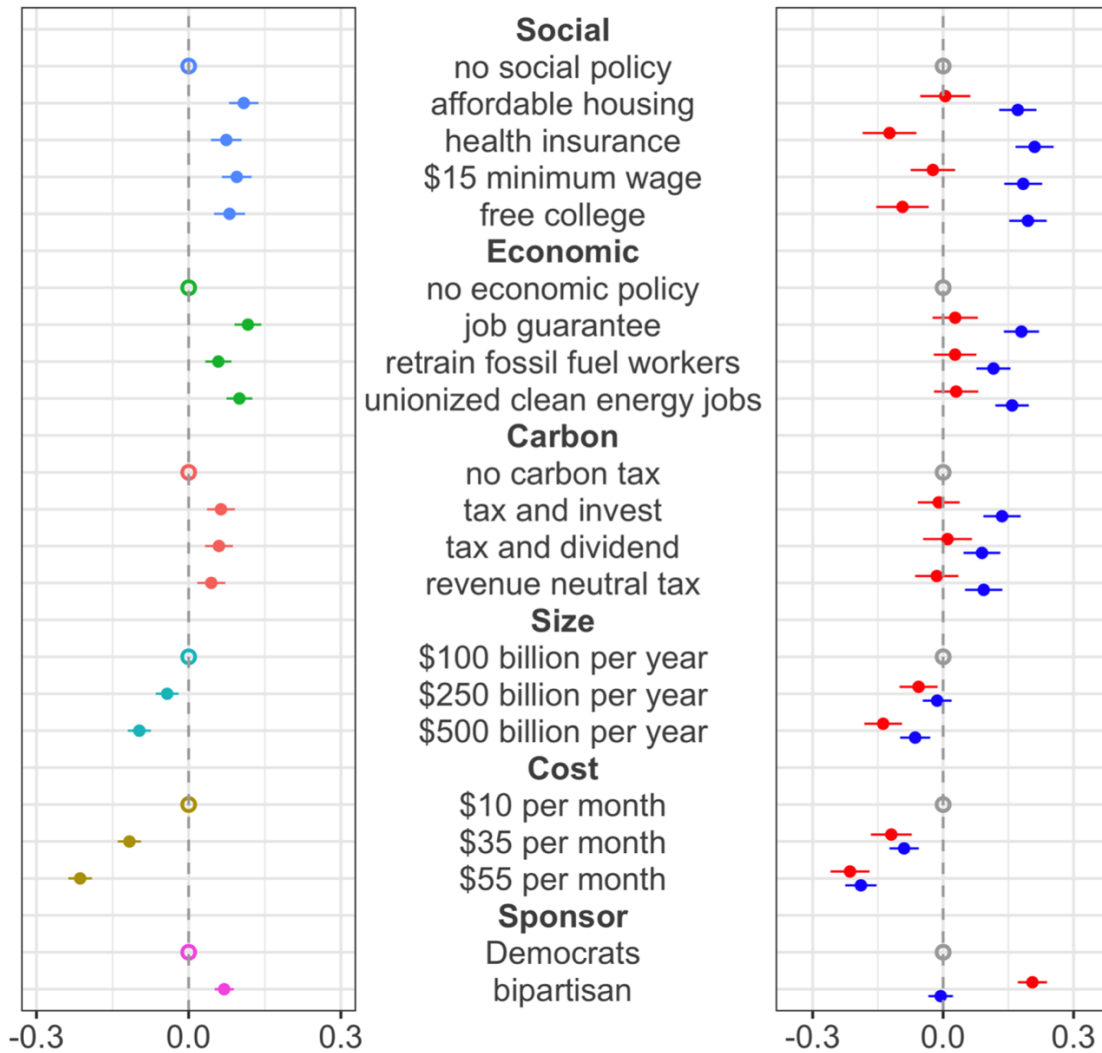 Social
no social policy
affordable housing
health insurance
$15 minimum wage
free college
Economic
no economic policy
job guarantee
retrain fossil fuel workers
unionized clean energy jobs
Carbon
no carbon tax
tax and invest
tax and dividend
revenue neutral tax
Size
$100 billion per year
$250 billion per year
$500 billion per year
Cost
$10 per month
$35 per month
$55 per month
Sponsor
Democrats
bipartisan
-0.3 0.0 0.3 -0.3 0.0 0.3